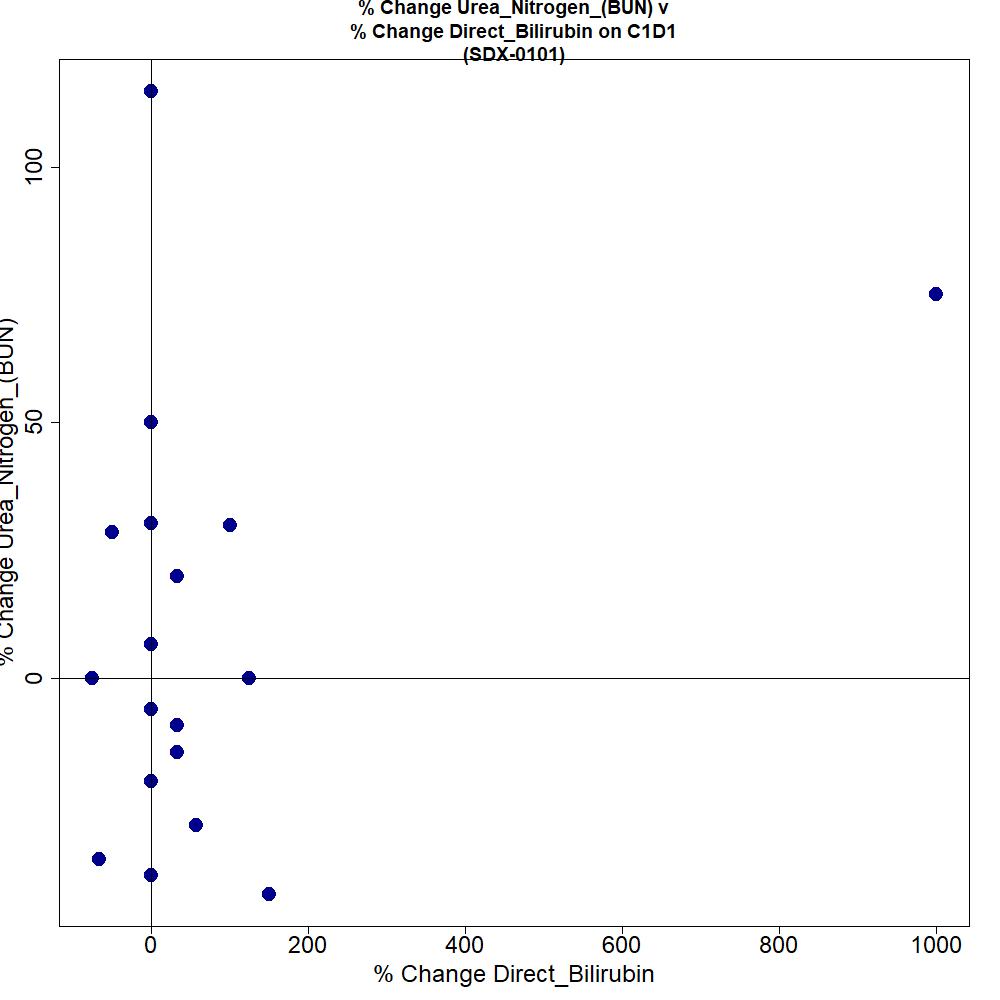 % Change Urea_Nitrogen_(BUN) v
% Change Direct_Bilirubin on C1D1
(SDX-0101)
% Change Urea_Nitrogen_(BUN)
100
50
0
0 200 400 600 800 1000
% Change Direct_Bilirubin